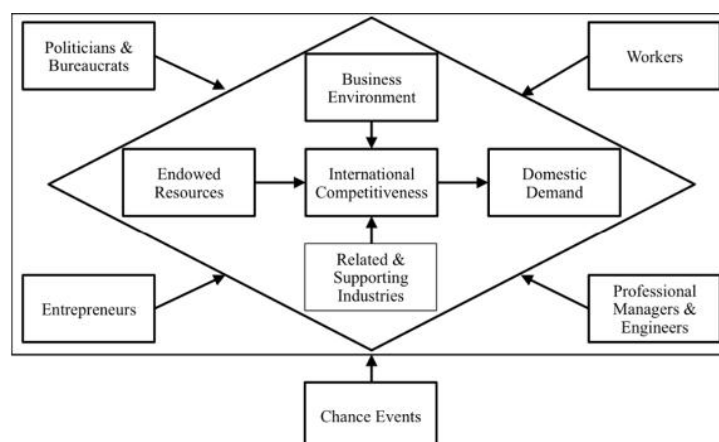 Politicians &
Bureaucrats
Workers
Business
Environment
Endowed
Resources
International
Competitiveness
Domestic
Demand
Related &
Supporting
Industries
Entrepreneurs
Professional
Managers &
Engineers
Chance Events